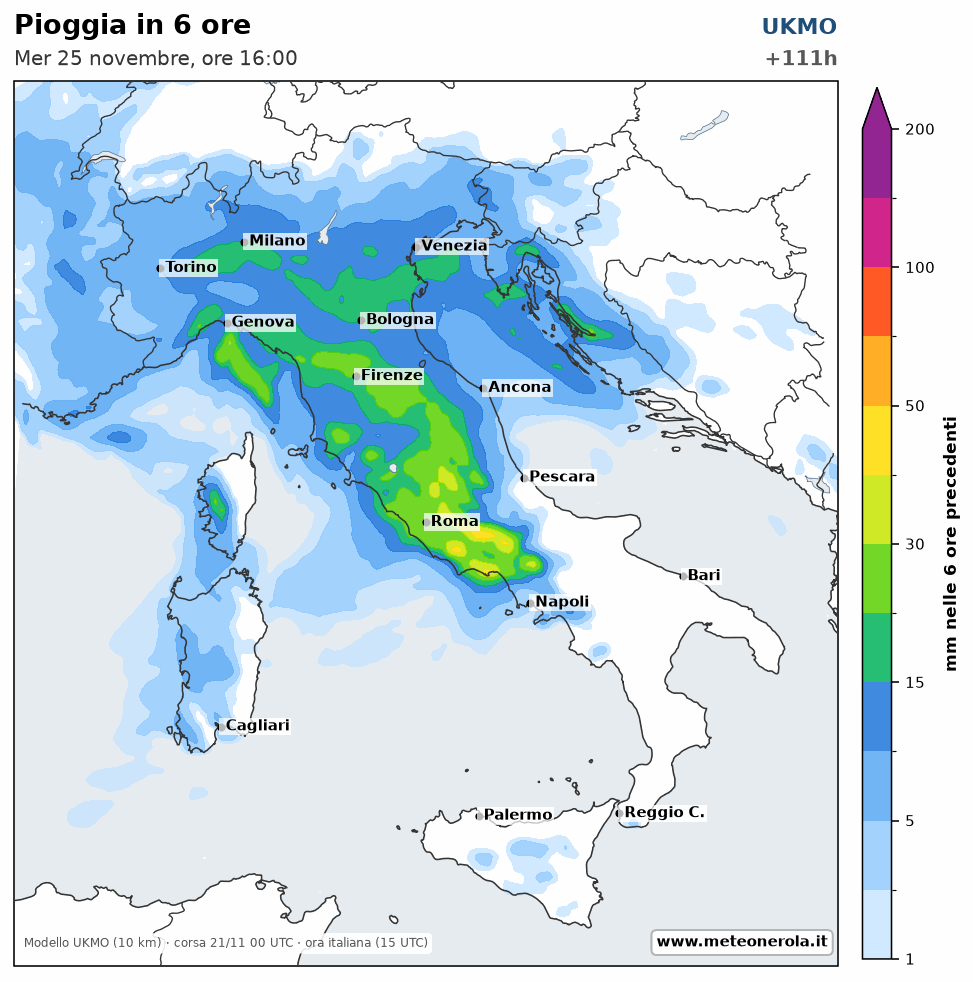 Pioggia in 6 ore
UKMO
Mer 25 novembre, ore 16:00
+111h
200
100
50
30
15
5
1
mm nelle 6 ore precedenti
Milano
Venezia
Torino
Genova
Bologna
Firenze
Ancona
Pescara
Roma
Bari
Napoli
Cagliari
Palermo
Reggio C.
Modello UKMO (10 km) · corsa 21/11 00 UTC · ora italiana (15 UTC)
www.meteonerola.it